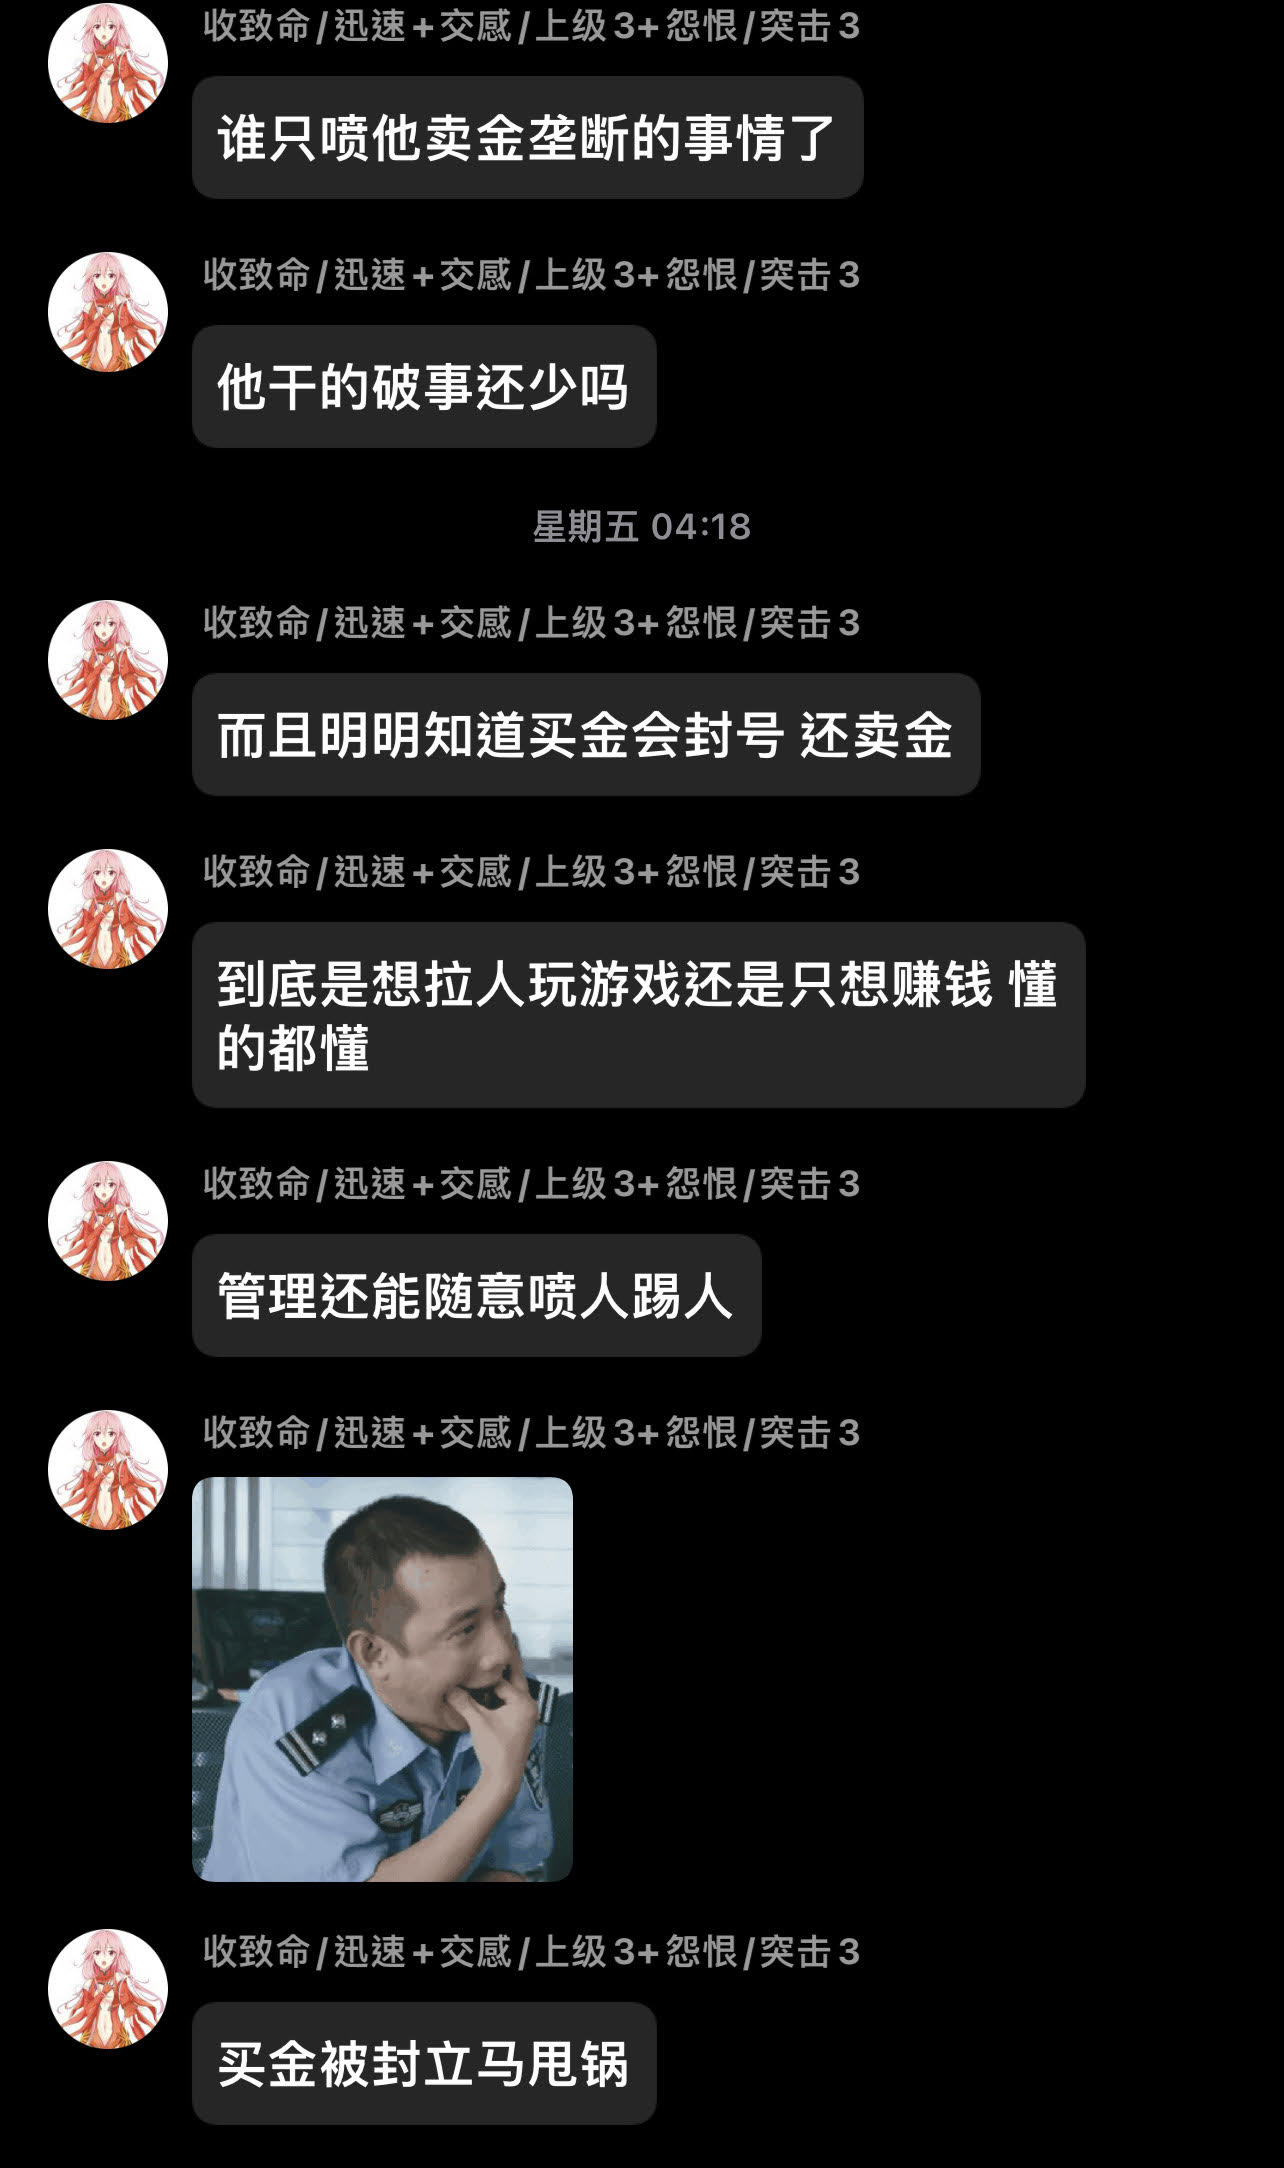 收致命/迅速+交感/上级3+怨恨/突击3
谁只喷他卖金垄断的事情了
收致命/迅速+交感/上级3+怨恨/突击3
他干的破事还少吗
星期五 04:18
收致命/迅速+交感/上级3+怨恨/突击3
而且明明知道买金会封号 还卖金
收致命/迅速+交感/上级3+怨恨/突击3
到底是想拉人玩游戏还是只想赚钱 懂
的都懂
收致命/迅速+交感/上级3+怨恨/突击3
管理还能随意喷人踢人
收致命/迅速+交感/上级3+怨恨/突击3
收致命/迅速+交感/上级3+怨恨/突击3
买金被封立马甩锅